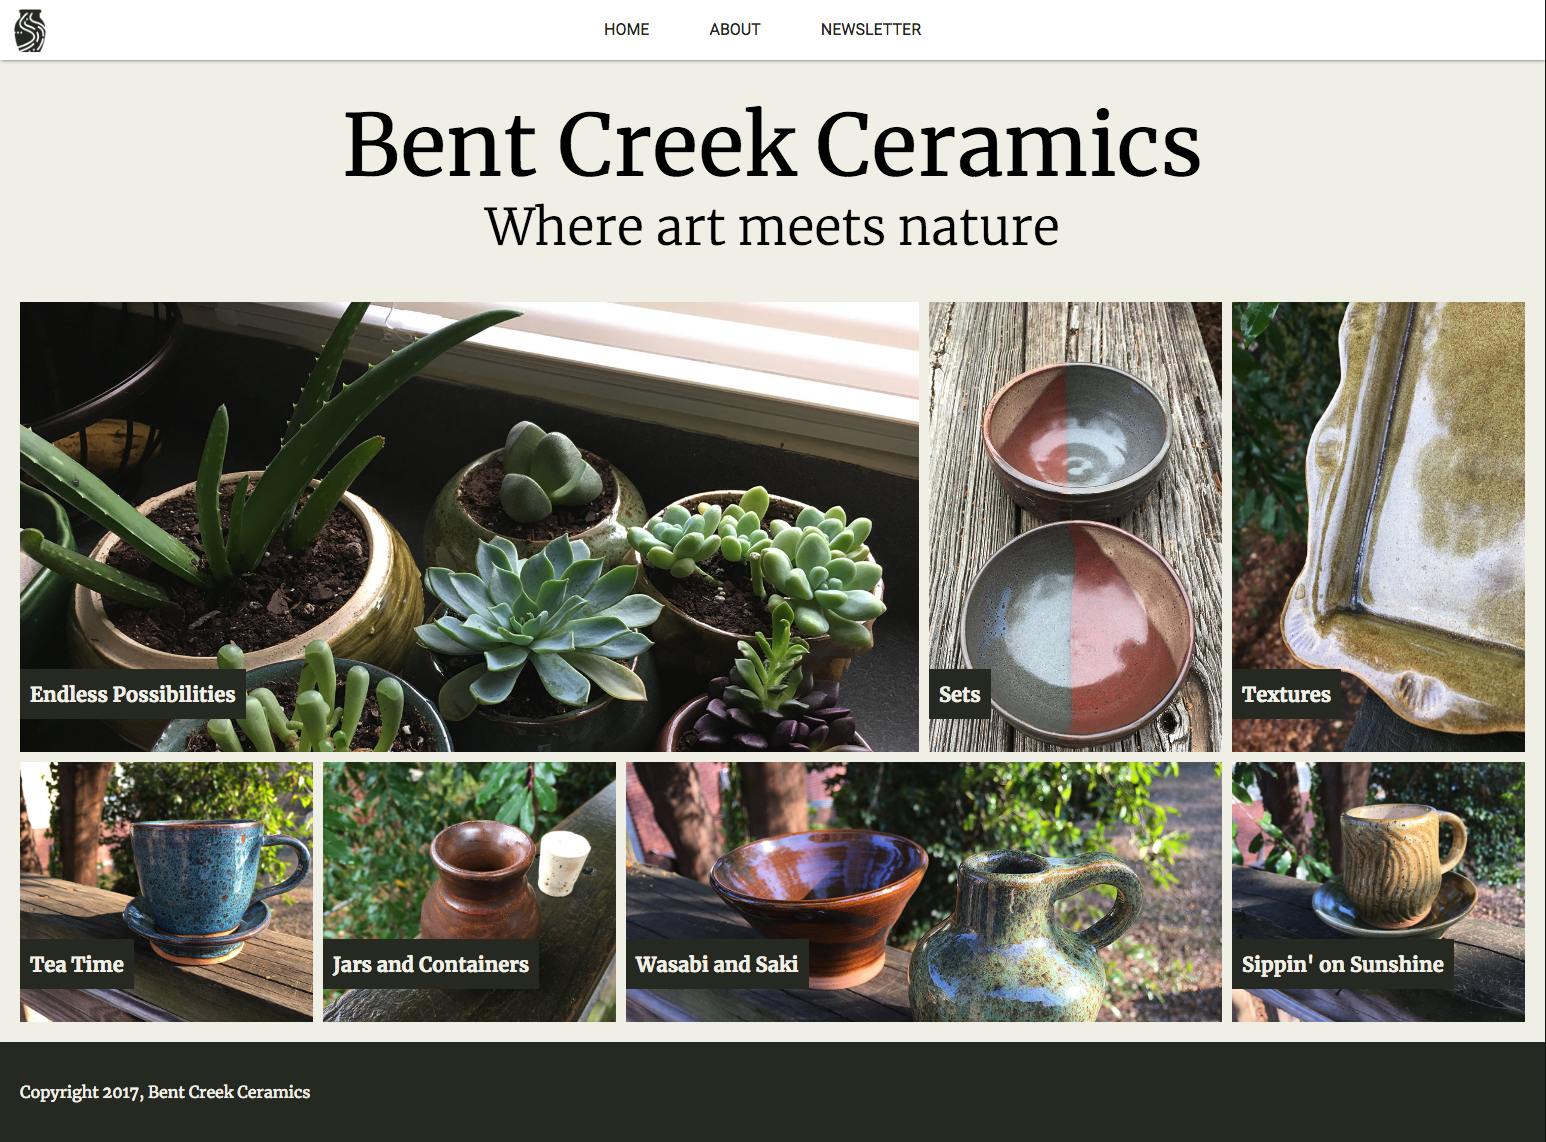 HOME ABOUT NEWSLETTER
Bent Creek Ceramics
Where art meets nature
Endless Possibilities
Sets
Textures
Tea Time
Jars and Containers
Wasabi and Saki
Sippin' on Sunshine
Copyright 2017, Bent Creek Ceramics